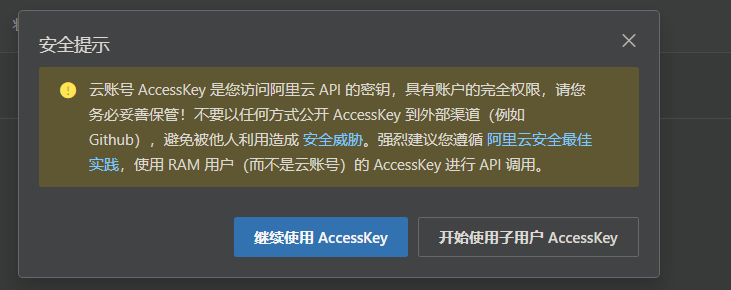 安全提示
云账号 AccessKey 是您访问阿里云 API 的密钥，具有账户的完全权限，请您
务必妥善保管！不要以任何方式公开 AccessKey 到外部渠道（例如
Github），避免被他人利用造成 安全威胁。强烈建议您遵循 阿里云安全最佳
实践，使用 RAM 用户（而不是云账号）的 AccessKey 进行 API 调用。
继续使用 AccessKey
开始使用子用户 AccessKey